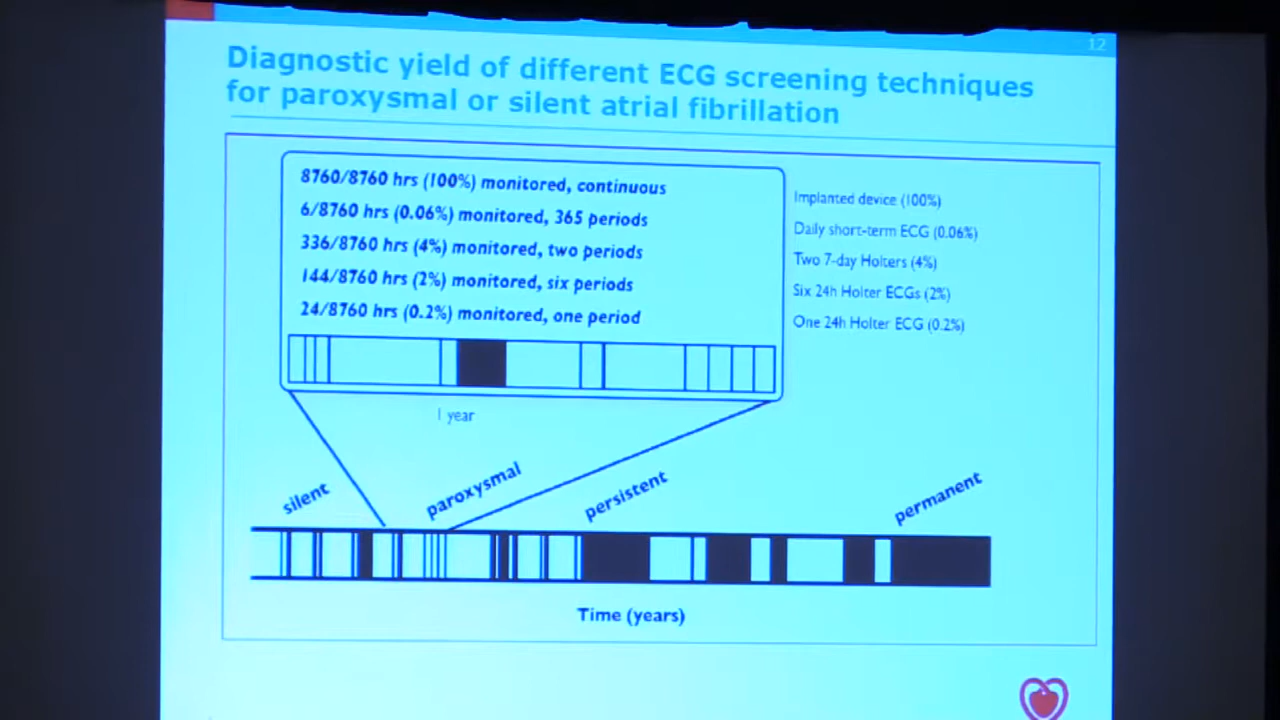 12
Diagnostic yield of different ECG screening techniques
for paroxysmal or silent atrial fibrillation
8760/8760 hrs (100%) monitored, continuous
6/8760 hrs (0.06%) monitored, 365 periods
336/8760 hrs (4%) monitored, two periods
144/8760 hrs (2%) monitored, six periods
24/8760 hrs (0.2%) monitored, one period
Implanted device (100%)
Daily short-term ECG (0.06%)
Two 7-day Holters (4%)
Six 24h Holter ECGs (2%)
One 24h Holter ECG (0.2%)
1 year
silent
paroxysmal
persistent
permanent
Time (years)